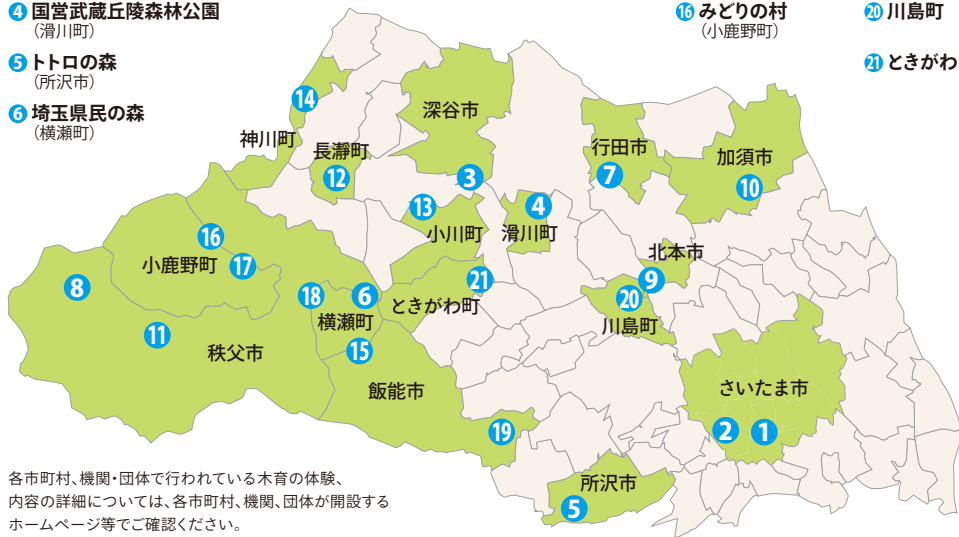 4 国営武蔵丘陵森林公園
（滑川町）
5 トトロの森
（所沢市）
6 埼玉県民の森
（横瀬町）
16 みどりの村
（小鹿野町）
20 川島町
21 ときがわ
14
神川町
長瀞町
12
深谷市
3
行田市
7
加須市
10
13
小川町
4
滑川町
北本市
9
16
小鹿野町
17
8
18
6
横瀬町
15
21
ときがわ町
20
川島町
11
秩父市
飯能市
さいたま市
2
1
19
所沢市
5
各市町村、機関・団体で行われている木育の体験、
内容の詳細については、各市町村、機関、団体が開設する
ホームページ等でご確認ください。